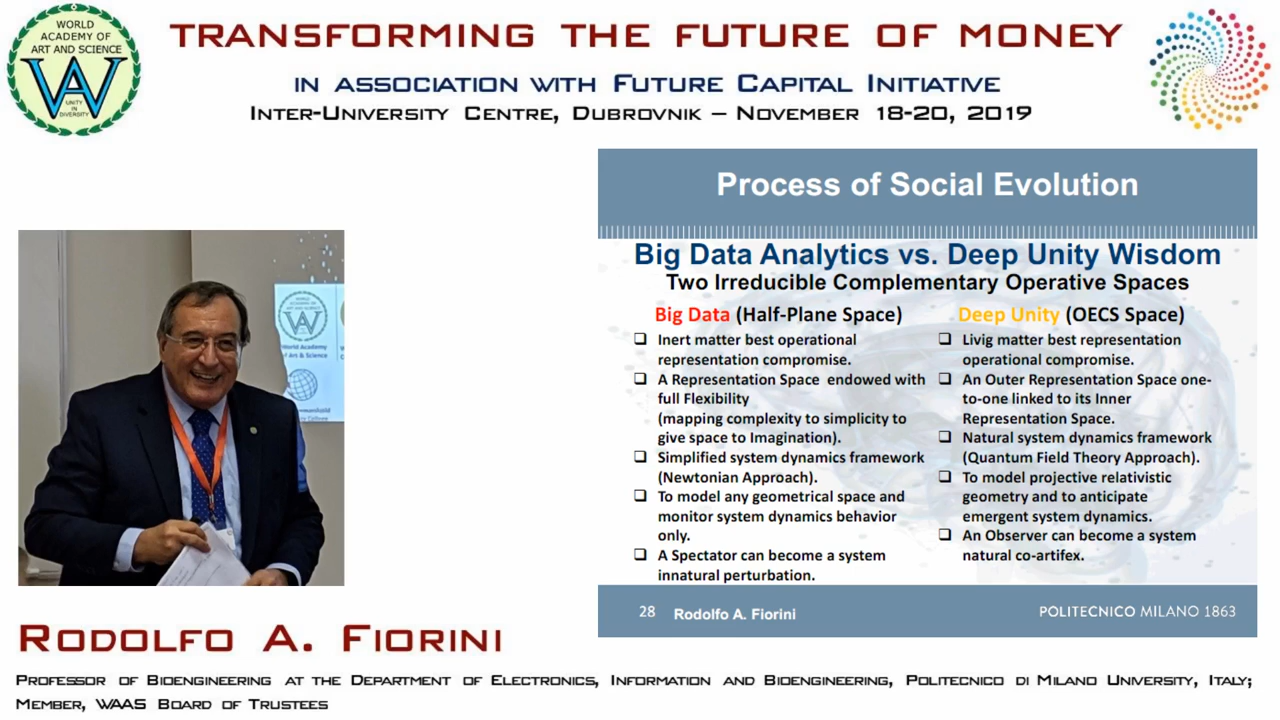 WORLD
ACADEMY OF
ART AND SCIENCE
WA
UNITY
IN
DIVERSITY
TRANSFORMING THE FUTURE OF MONEY
IN ASSOCIATION WITH FUTURE CAPITAL INITIATIVE
INTER-UNIVERSITY CENTRE, DUBROVNIK – NOVEMBER 18-20, 2019
Process of Social Evolution
Big Data Analytics vs. Deep Unity Wisdom
Two Irreducible Complementary Operative Spaces
Big Data (Half-Plane Space)
Inert matter best operational
representation compromise.
A Representation Space endowed with
full Flexibility
(mapping complexity to simplicity to
give space to Imagination).
Simplified system dynamics framework
(Newtonian Approach).
To model any geometrical space and
monitor system dynamics behavior
only.
A Spectator can become a system
innatural perturbation.
Deep Unity (OECS Space)
Livig matter best representation
operational compromise.
An Outer Representation Space one-
to-one linked to its Inner
Representation Space.
Natural system dynamics framework
(Quantum Field Theory Approach).
To model projective relativistic
geometry and to anticipate
emergent system dynamics.
An Observer can become a system
natural co-artifex.
28 Rodolfo A. Fiorini
POLITECNICO MILANO 1863
WORLD
ACADEMY OF
ART AND SCIENCE
World Academy
of Art & Science
RODOLFO A. FIORINI
PROFESSOR OF BIOENGINEERING AT THE DEPARTMENT OF ELECTRONICS, INFORMATION AND BIOENGINEERING, POLITECNICO DI MILANO UNIVERSITY, ITALY;
MEMBER, WAAS BOARD OF TRUSTEES